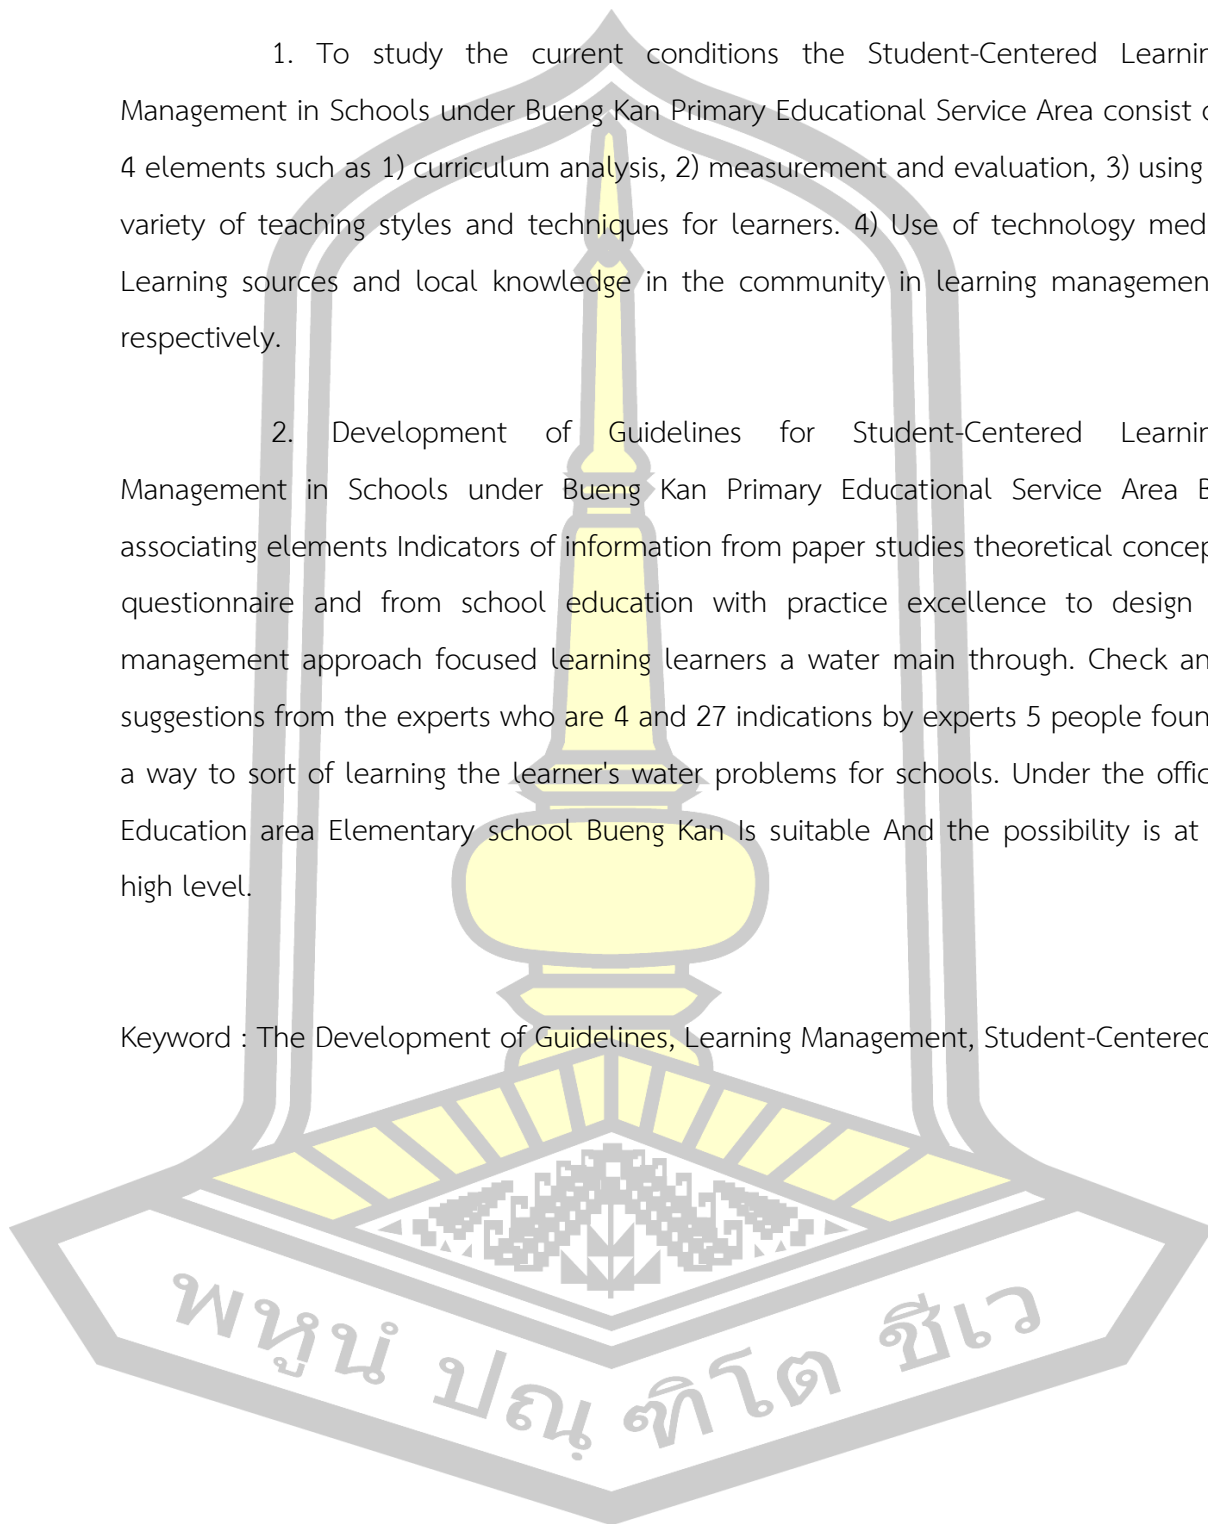 1. To study the current conditions the Student-Centered Learnin
Management in Schools under Bueng Kan Primary Educational Service Area consist o
4 elements such as 1) curriculum analysis, 2) measurement and evaluation, 3) using
variety of teaching styles and techniques for learners. 4) Use of technology med
Learning sources and local knowledge in the community in learning managemen
respectively.
2. Development of Guidelines for Student-Centered Learnin
Management in Schools under Bueng Kan Primary Educational Service Area B
associating elements Indicators of information from paper studies theoretical concep
questionnaire and from school education with practice excellence to design
management approach focused learning learners a water main through. Check an
suggestions from the experts who are 4 and 27 indications by experts 5 people foun
a way to sort of learning the learner's water problems for schools. Under the offic
Education area Elementary school Bueng Kan Is suitable And the possibility is at
high level.
Keyword : The Development of Guidelines, Learning Management, Student-Centered
พหูนํ ปณฺฑิโต ชีเว